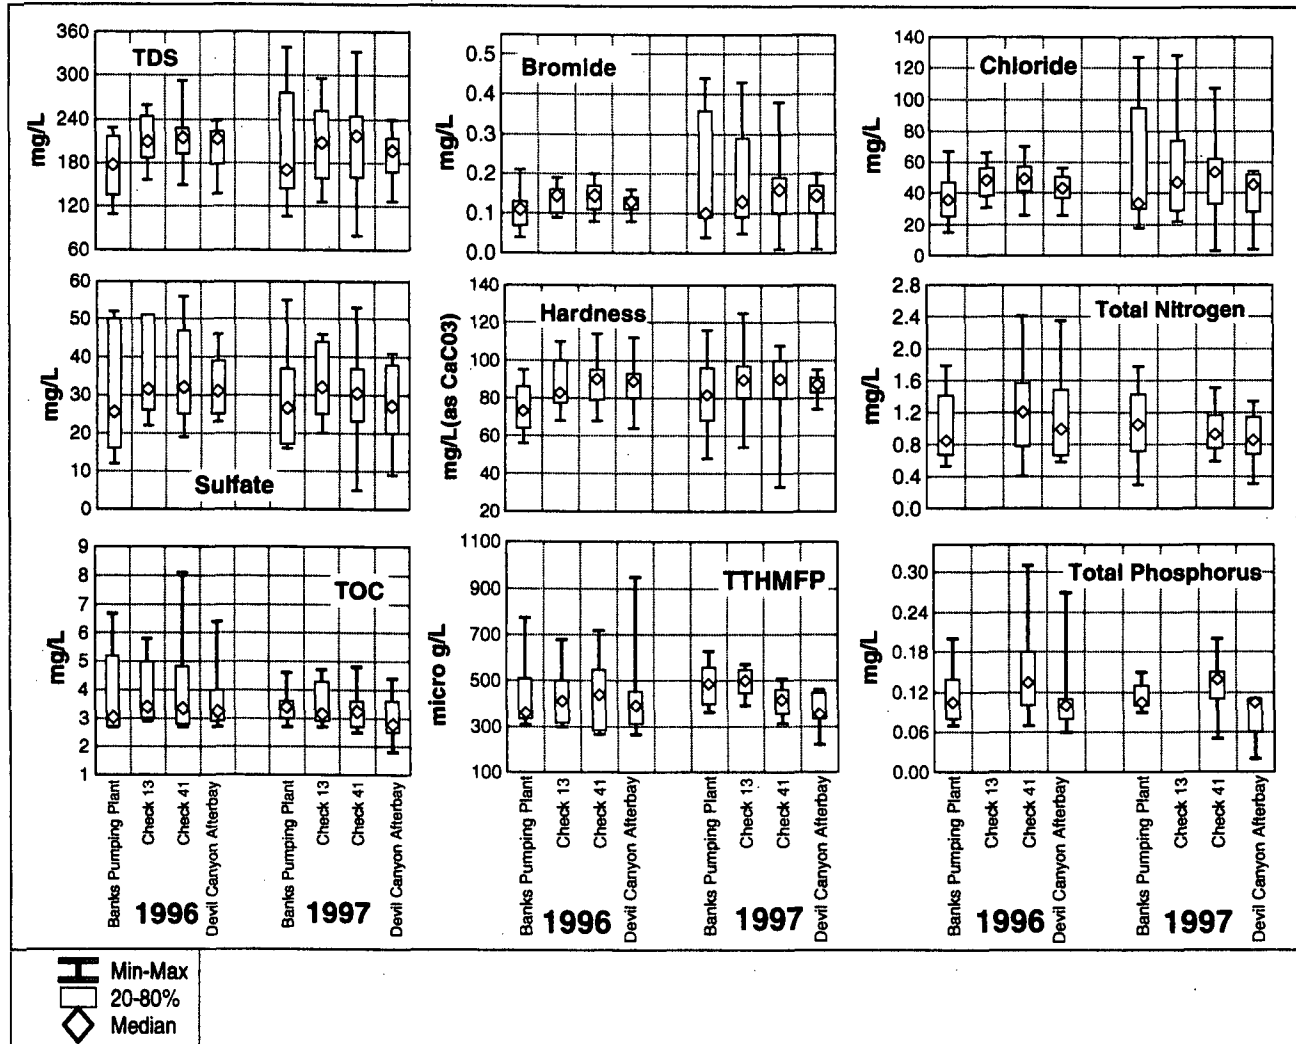 TDS
mg/L
360
300
240
180
120
60
Bromide
mg/L
0.5
0.4
0.3
0.2
0.1
0.0
Chloride
mg/L
140
120
100
80
60
40
20
0
Sulfate
mg/L
60
50
40
30
20
10
0
Hardness
mg/L(as CaC03)
140
120
100
80
60
40
20
Total Nitrogen
mg/L
2.8
2.4
2.0
1.6
1.2
0.8
0.4
0.0
TOC
mg/L
9
8
7
6
5
4
3
2
1
TTHMFP
micro g/L
1100
900
700
500
300
100
Total Phosphorus
mg/L
0.30
0.24
0.18
0.12
0.06
0.00
Banks Pumping Plant
Check 13
Check 41
Devil Canyon Afterbay
Banks Pumping Plant
Check 13
Check 41
Devil Canyon Afterbay
1996
1997
Banks Pumping Plant
Check 13
Check 41
Devil Canyon Afterbay
Banks Pumping Plant
Check 13
Check 41
Devil Canyon Afterbay
1996
1997
Banks Pumping Plant
Check 13
Check 41
Devil Canyon Afterbay
Banks Pumping Plant
Check 13
Check 41
Devil Canyon Afterbay
1996
1997
Min-Max
20-80%
Median